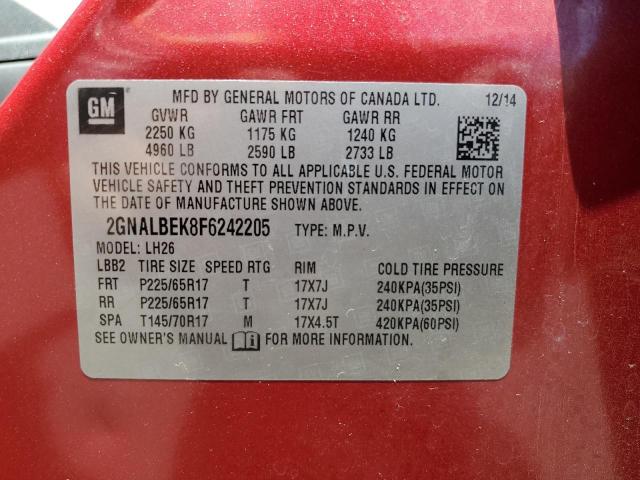 GM
MFD BY GENERAL MOTORS OF CANADA LTD. 12/14
GVWR GAWR FRT GAWR RR
2250 KG 1175 KG 1240 KG
4960 LB 2590 LB 2733 LB
THIS VEHICLE CONFORMS TO ALL APPLICABLE U.S. FEDERAL MOTOR
VEHICLE SAFETY AND THEFT PREVENTION STANDARDS IN EFFECT ON
THE DATE OF MANUFACTURE SHOWN ABOVE.
2GNALBEK8F6242205 TYPE: M.P.V.
MODEL: LH26
LBB2 TIRE SIZE SPEED RTG RIM COLD TIRE PRESSURE
FRT P225/65R17 T 17X7J 240KPA(35PSI)
RR P225/65R17 T 17X7J 240KPA(35PSI)
SPA T145/70R17 M 17X4.5T 420KPA(60PSI)
SEE OWNER'S MANUAL FOR MORE INFORMATION.